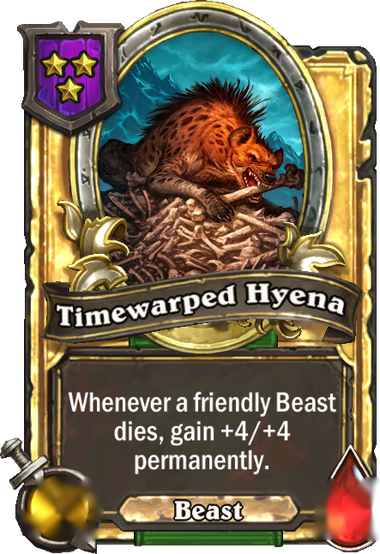 Timewarped Hyena
Whenever a friendly Beast
dies, gain +4/+4
permanently.
Beast